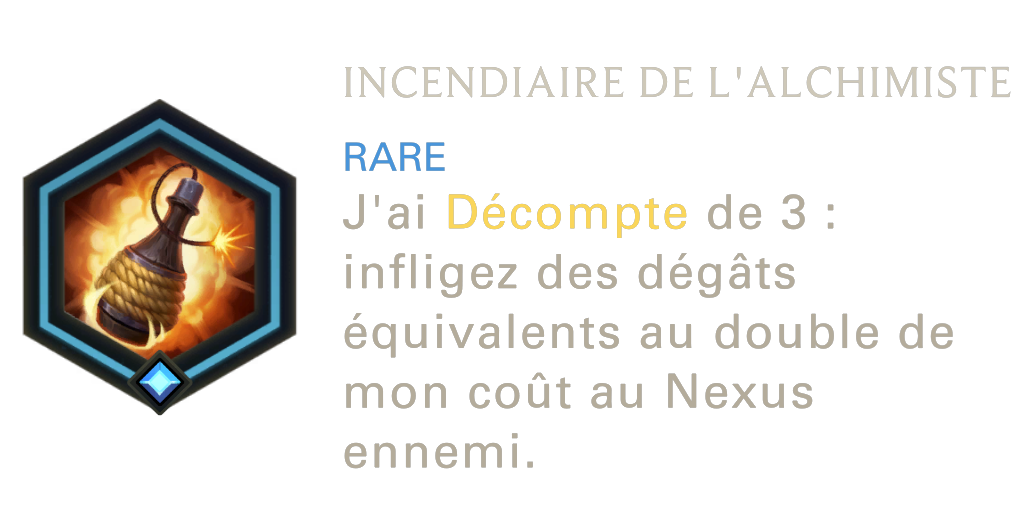 INCENDIAIRE DE L'ALCHIMISTE
RARE
J'ai Décompte de 3 :
infligez des dégâts
équivalents au double de
mon coût au Nexus
ennemi.